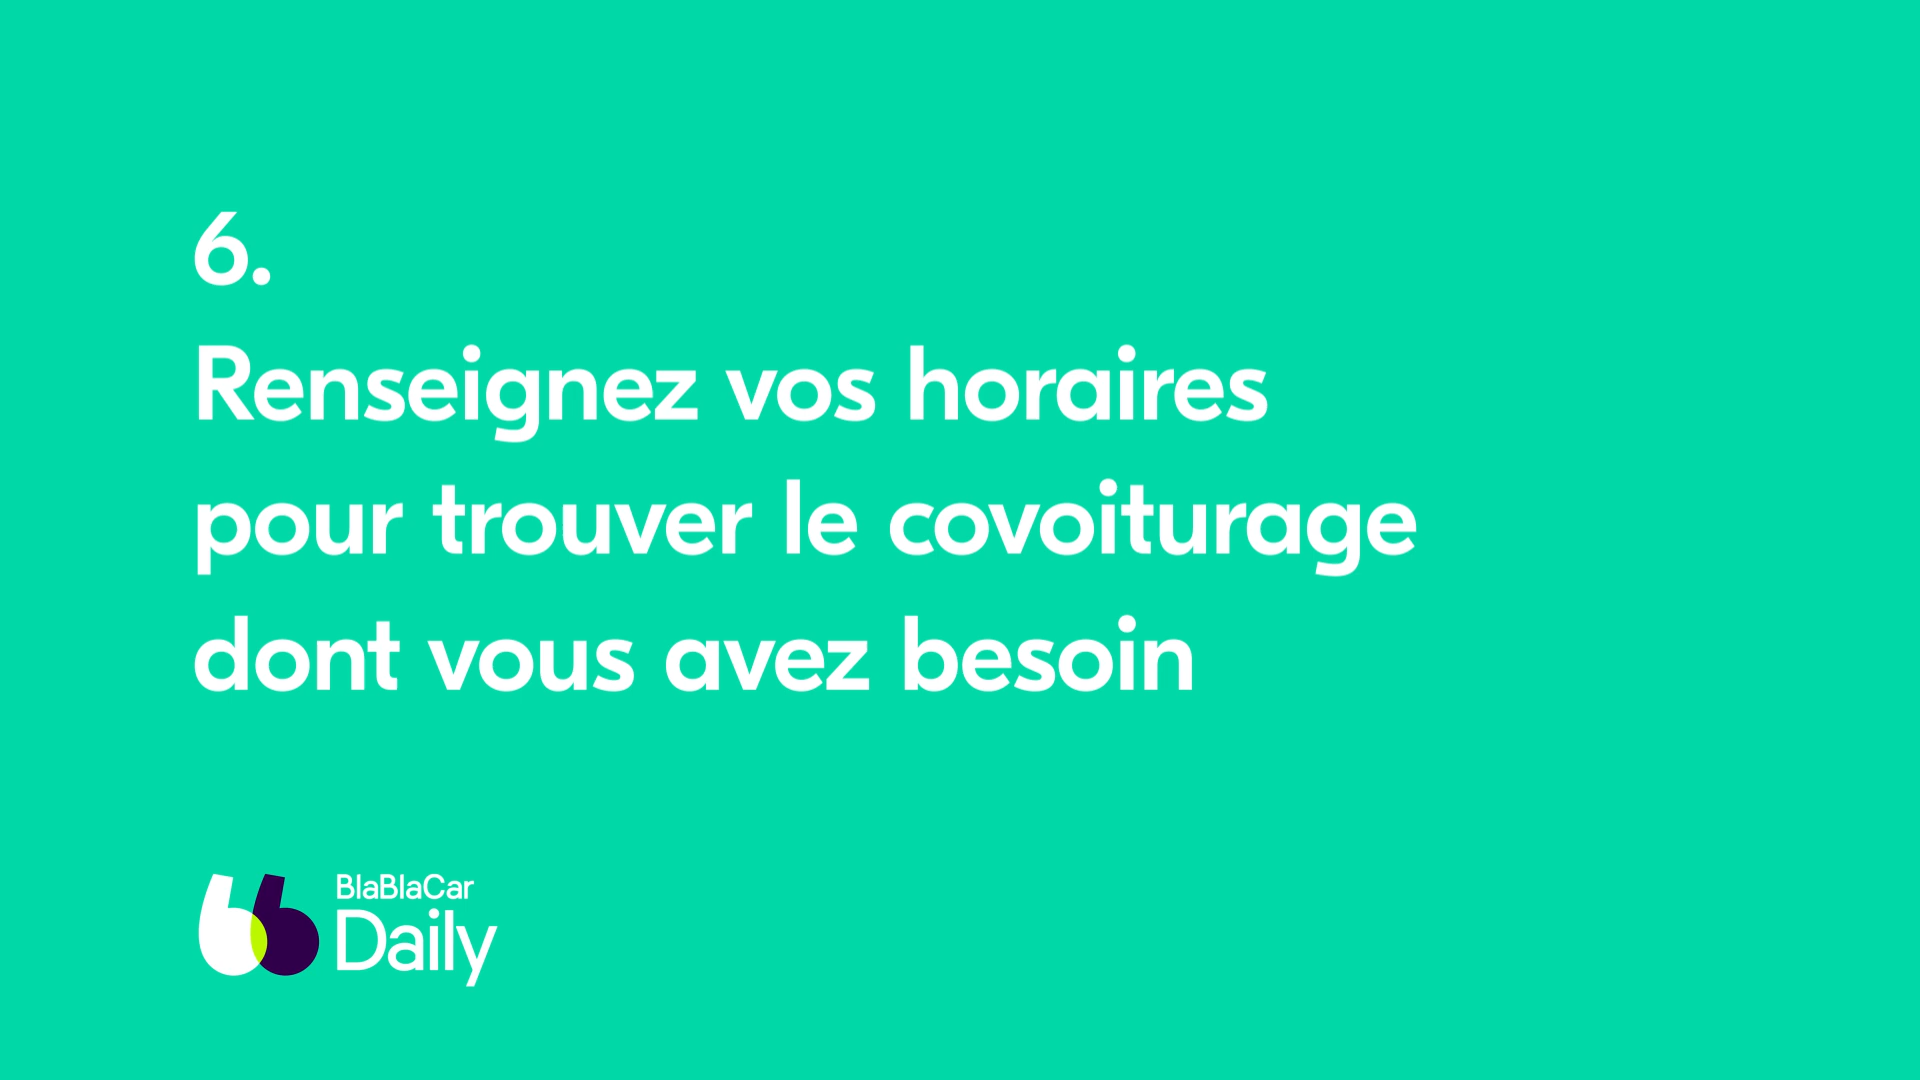 6.
Renseignez vos horaires
pour trouver le covoiturage
dont vous avez besoin
BlaBlaCar
Daily